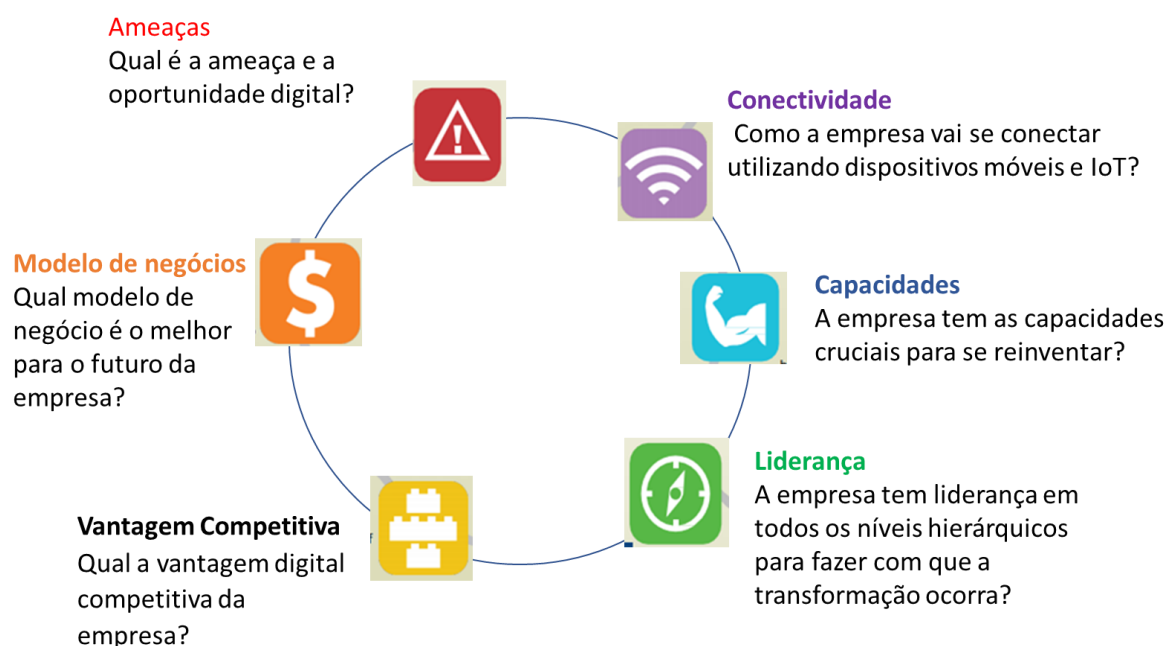 Ameaças
Qual é a ameaça e a
oportunidade digital?
Conectividade
Como a empresa vai se conectar
utilizando dispositivos móveis e IoT?
Capacidades
A empresa tem as capacidades
cruciais para se reinventar?
Liderança
A empresa tem liderança em
todos os níveis hierárquicos
para fazer com que a
transformação ocorra?
Vantagem Competitiva
Qual a vantagem digital
competitiva da
empresa?
Modelo de negócios
Qual modelo de
negócio é o melhor
para o futuro da
empresa?
$